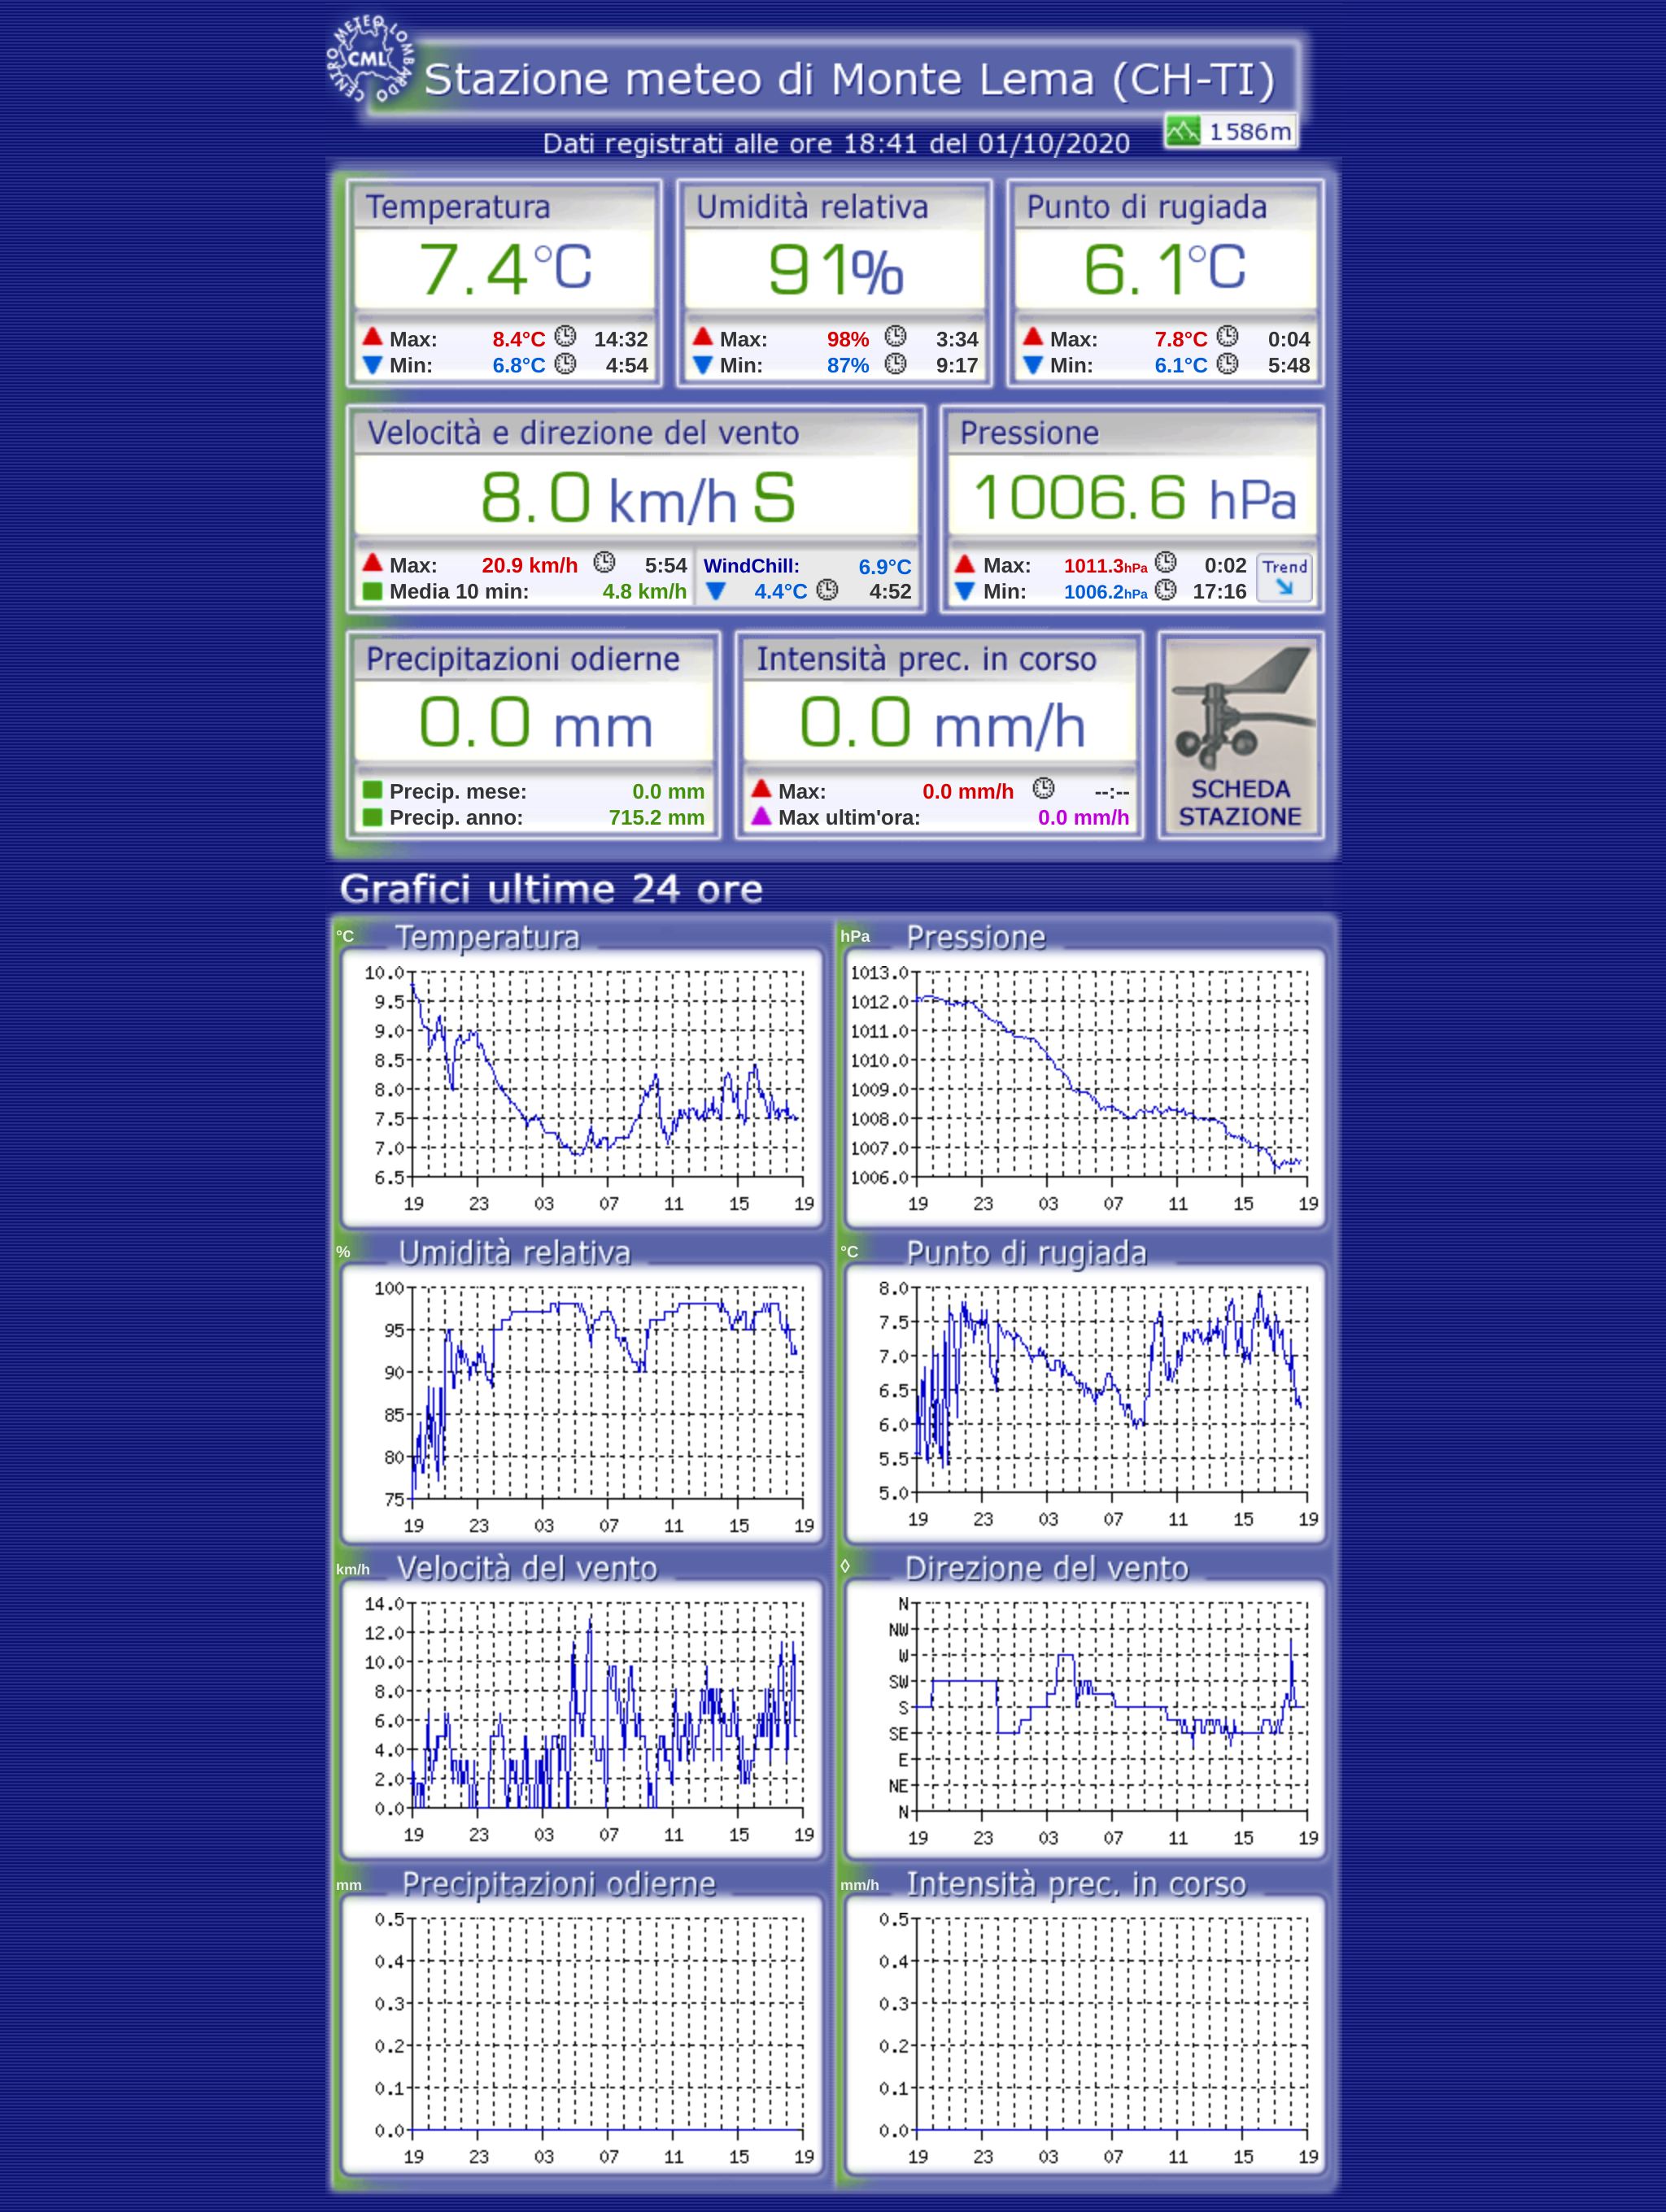 CENTRO METEO LOMBARDO
CML
Stazione meteo di Monte Lema (CH-TI)
Dati registrati alle ore 18:41 del 01/10/2020
1586m
Temperatura
7.4°C
Max: 8.4°C 14:32
Min: 6.8°C 4:54
Umidità relativa
91%
Max: 98% 3:34
Min: 87% 9:17
Punto di rugiada
6.1°C
Max: 7.8°C 0:04
Min: 6.1°C 5:48
Velocità e direzione del vento
8.0 km/h S
Max: 20.9 km/h 5:54
Media 10 min: 4.8 km/h
WindChill: 6.9°C
4.4°C 4:52
Pressione
1006.6 hPa
Max: 1011.3hPa 0:02
Min: 1006.2hPa 17:16
Trend
Precipitazioni odierne
0.0 mm
Precip. mese: 0.0 mm
Precip. anno: 715.2 mm
Intensità prec. in corso
0.0 mm/h
Max: 0.0 mm/h --:--
Max ultim'ora: 0.0 mm/h
SCHEDA
STAZIONE
Grafici ultime 24 ore
°C Temperatura
10.0
9.5
9.0
8.5
8.0
7.5
7.0
6.5
19 23 03 07 11 15 19
hPa Pressione
1013.0
1012.0
1011.0
1010.0
1009.0
1008.0
1007.0
1006.0
19 23 03 07 11 15 19
% Umidità relativa
100
95
90
85
80
75
19 23 03 07 11 15 19
°C Punto di rugiada
8.0
7.5
7.0
6.5
6.0
5.5
5.0
19 23 03 07 11 15 19
km/h Velocità del vento
14.0
12.0
10.0
8.0
6.0
4.0
2.0
0.0
19 23 03 07 11 15 19
◊ Direzione del vento
N
NW
W
SW
S
SE
E
NE
N
19 23 03 07 11 15 19
mm Precipitazioni odierne
0.5
0.4
0.3
0.2
0.1
0.0
19 23 03 07 11 15 19
mm/h Intensità prec. in corso
0.5
0.4
0.3
0.2
0.1
0.0
19 23 03 07 11 15 19